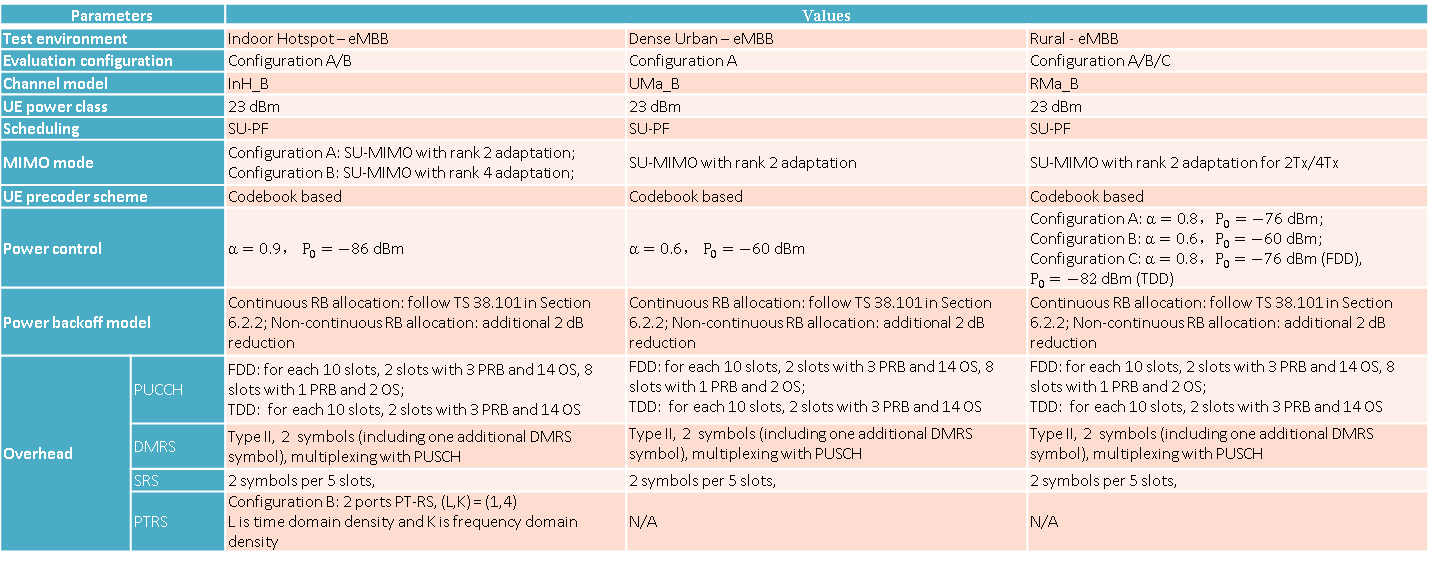 Parameters Values
Test environment Indoor Hotspot – eMBB Dense Urban – eMBB Rural - eMBB
Evaluation configuration Configuration A/B Configuration A Configuration A/B/C
Channel model InH_B UMa_B RMa_B
UE power class 23 dBm 23 dBm 23 dBm
Scheduling SU-PF SU-PF SU-PF
MIMO mode
Configuration A: SU-MIMO with rank 2 adaptation;
Configuration B: SU-MIMO with rank 4 adaptation;
SU-MIMO with rank 2 adaptation
SU-MIMO with rank 2 adaptation for 2Tx/4Tx
UE precoder scheme Codebook based Codebook based Codebook based
Power control
α = 0.9， P₀ = −86 dBm
α = 0.6， P₀ = −60 dBm
Configuration A: α = 0.8，P₀ = −76 dBm;
Configuration B: α = 0.6，P₀ = −60 dBm;
Configuration C: α = 0.8，P₀ = −76 dBm (FDD),
P₀ = −82 dBm (TDD)
Power backoff model
Continuous RB allocation: follow TS 38.101 in Section
6.2.2; Non-continuous RB allocation: additional 2 dB
reduction
Continuous RB allocation: follow TS 38.101 in Section
6.2.2; Non-continuous RB allocation: additional 2 dB
reduction
Continuous RB allocation: follow TS 38.101 in Section
6.2.2; Non-continuous RB allocation: additional 2 dB
reduction
Overhead
PUCCH
FDD: for each 10 slots, 2 slots with 3 PRB and 14 OS, 8
slots with 1 PRB and 2 OS;
TDD: for each 10 slots, 2 slots with 3 PRB and 14 OS
FDD: for each 10 slots, 2 slots with 3 PRB and 14 OS, 8
slots with 1 PRB and 2 OS;
TDD: for each 10 slots, 2 slots with 3 PRB and 14 OS
FDD: for each 10 slots, 2 slots with 3 PRB and 14 OS, 8
slots with 1 PRB and 2 OS;
TDD: for each 10 slots, 2 slots with 3 PRB and 14 OS
DMRS
Type II, 2 symbols (including one additional DMRS
symbol), multiplexing with PUSCH
Type II, 2 symbols (including one additional DMRS
symbol), multiplexing with PUSCH
Type II, 2 symbols (including one additional DMRS
symbol), multiplexing with PUSCH
SRS 2 symbols per 5 slots, 2 symbols per 5 slots, 2 symbols per 5 slots,
PTRS
Configuration B: 2 ports PT-RS, (L,K) = (1,4)
L is time domain density and K is frequency domain
density
N/A
N/A